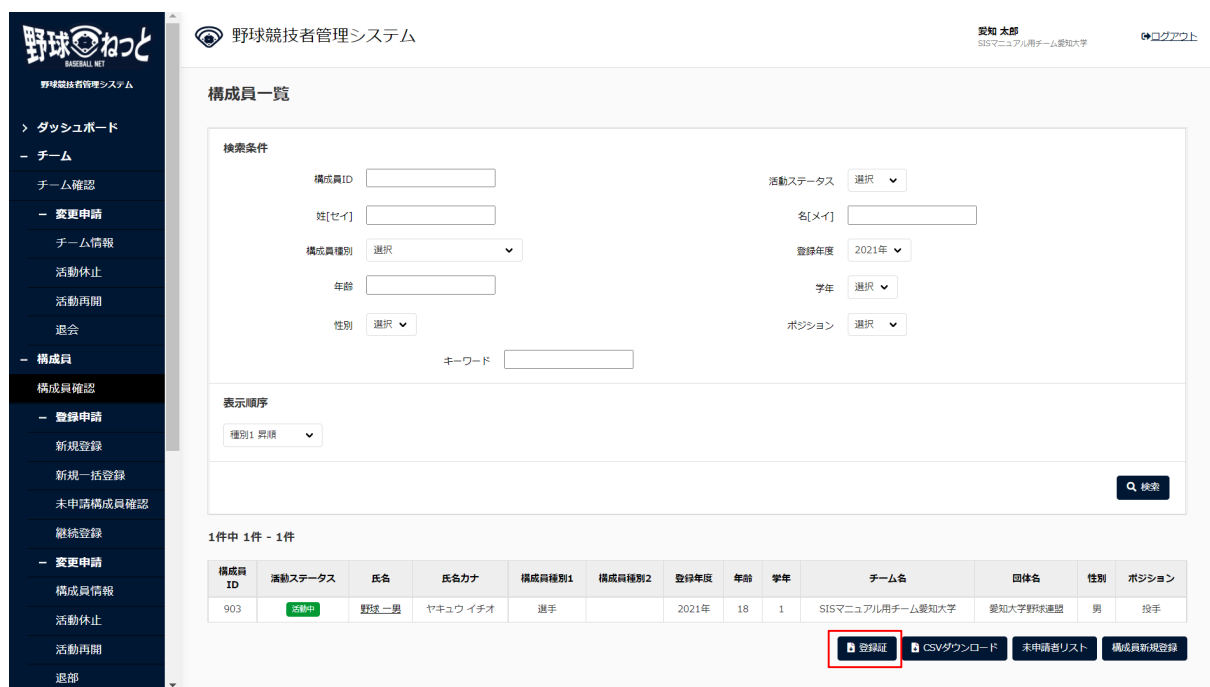 野球ねっと
BASEBALL NET
野球競技者管理システム
> ダッシュボード
− チーム
チーム確認
− 変更申請
チーム情報
活動休止
活動再開
退会
− 構成員
構成員確認
− 登録申請
新規登録
新規一括登録
未申請構成員確認
継続登録
− 変更申請
構成員情報
活動休止
活動再開
退部
野球競技者管理システム
愛知 太郎
SISマニュアル用チーム愛知大学
ログアウト
構成員一覧
検索条件
構成員ID
活動ステータス 選択
姓[セイ]
名[メイ]
構成員種別 選択
登録年度 2021年
年齢
学年 選択
性別 選択
ポジション 選択
キーワード
表示順序
種別1 昇順
検索
1件中 1件 - 1件
構成員ID 活動ステータス 氏名 氏名カナ 構成員種別1 構成員種別2 登録年度 年齢 学年 チーム名 団体名 性別 ポジション
903 活動中 野球 一男 ヤキュウ イチオ 選手 2021年 18 1 SISマニュアル用チーム愛知大学 愛知大学野球連盟 男 投手
登録証 CSVダウンロード 未申請者リスト 構成員新規登録